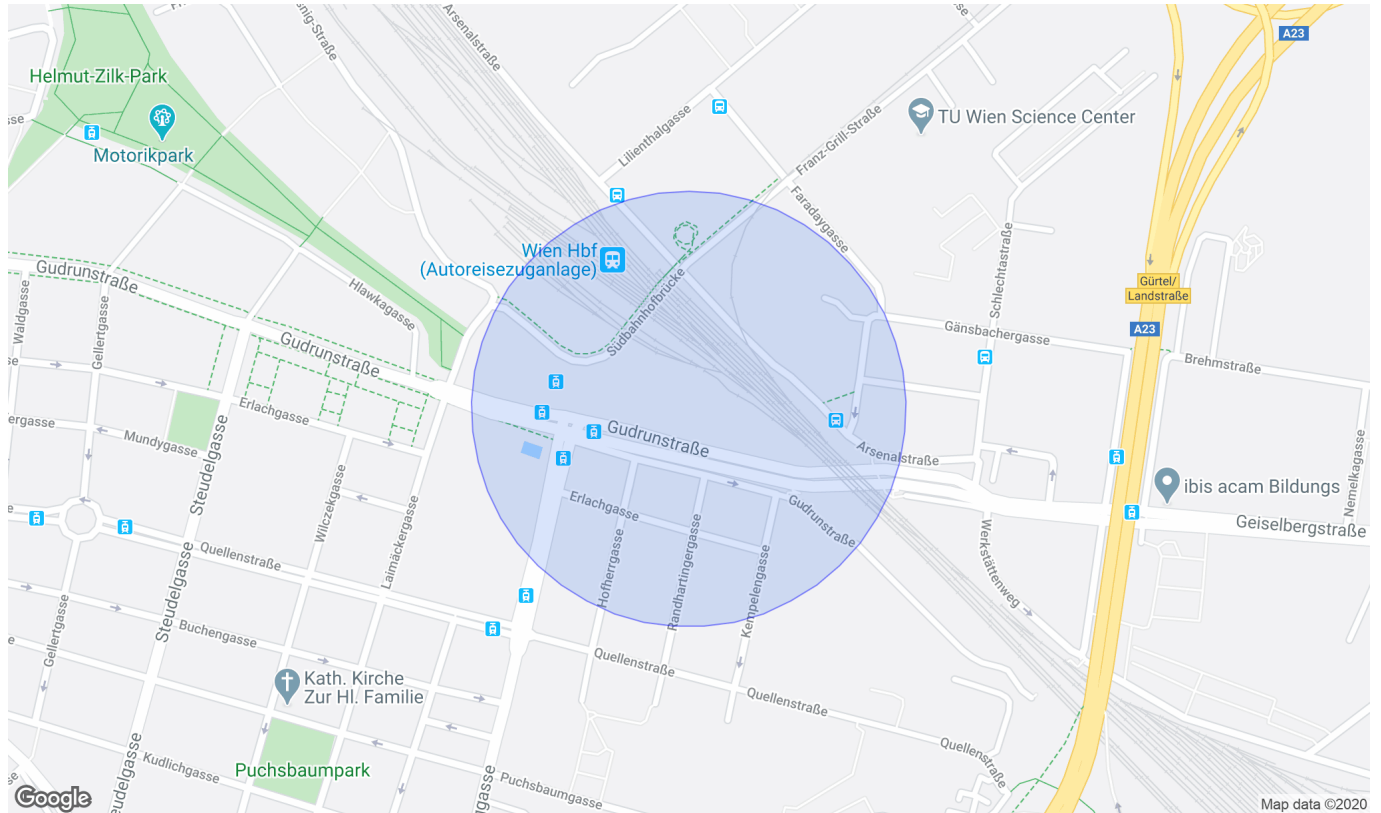 Arsenalstraße
A23
Helmut-Zilk-Park
Motorikpark
Lilienthalgasse
Franz-Grill-Straße
TU Wien Science Center
Faradaygasse
Wien Hbf
(Autoreisezuganlage)
Gudrunstraße
Waldgasse
Gellertgasse
Hlawkagasse
Südbahnhofbrücke
Schlechtastraße
Gürtel/
Landstraße
A23
Gänsbachergasse
Brehmstraße
Gudrunstraße
Erlachgasse
Mundygasse
Steudelgasse
Gudrunstraße
Arsenalstraße
Nemelkagasse
Wilczekgasse
Laimäckergasse
Erlachgasse
Gudrunstraße
ibis acam Bildungs
Geiselbergstraße
Quellenstraße
Hofherrgasse
Randhartingergasse
Kempelengasse
Werkstättenweg
Gellertgasse
Steudelgasse
Buchengasse
Quellenstraße
Kath. Kirche
Zur Hl. Familie
Quellenstraße
Quellenstraße
Puchsbaumpark
Kudlichgasse
Puchsbaumgasse
Google
Map data ©2020